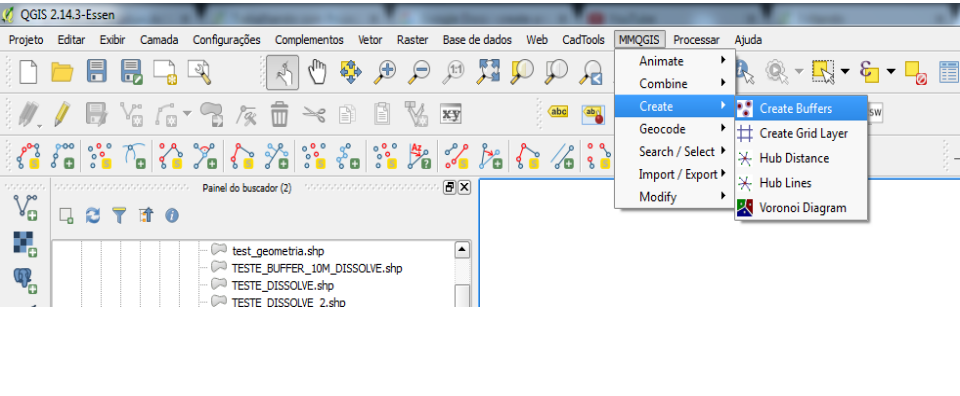 QGIS 2.14.3-Essen
Projeto Editar Exibir Camada Configurações Complementos Vetor Raster Base de dados Web CadTools MMQGIS Processar Ajuda
Animate
Combine
Create
Geocode
Search / Select
Import / Export
Modify
Create Buffers
Create Grid Layer
Hub Distance
Hub Lines
Voronoi Diagram
abc
ab
SW
Painel do buscador (2)
test_geometria.shp
TESTE_BUFFER_10M_DISSOLVE.shp
TESTE_DISSOLVE.shp
TESTE_DISSOLVE_2.shp